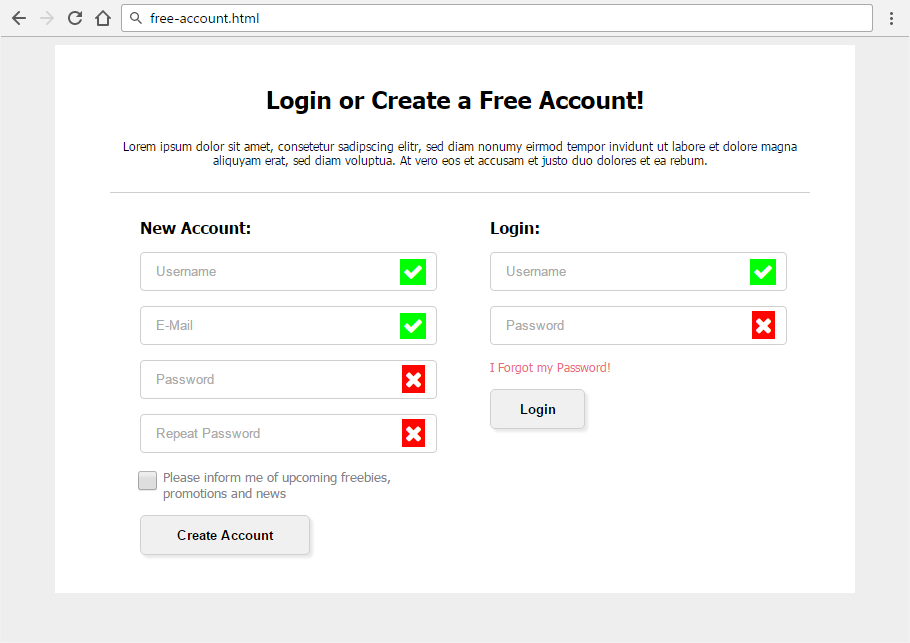 free-account.html
Login or Create a Free Account!
Lorem ipsum dolor sit amet, consetetur sadipscing elitr, sed diam nonumy eirmod tempor invidunt ut labore et dolore magna
aliquyam erat, sed diam voluptua. At vero eos et accusam et justo duo dolores et ea rebum.
New Account:
Username
E-Mail
Password
Repeat Password
Please inform me of upcoming freebies,
promotions and news
Create Account
Login:
Username
Password
I Forgot my Password!
Login